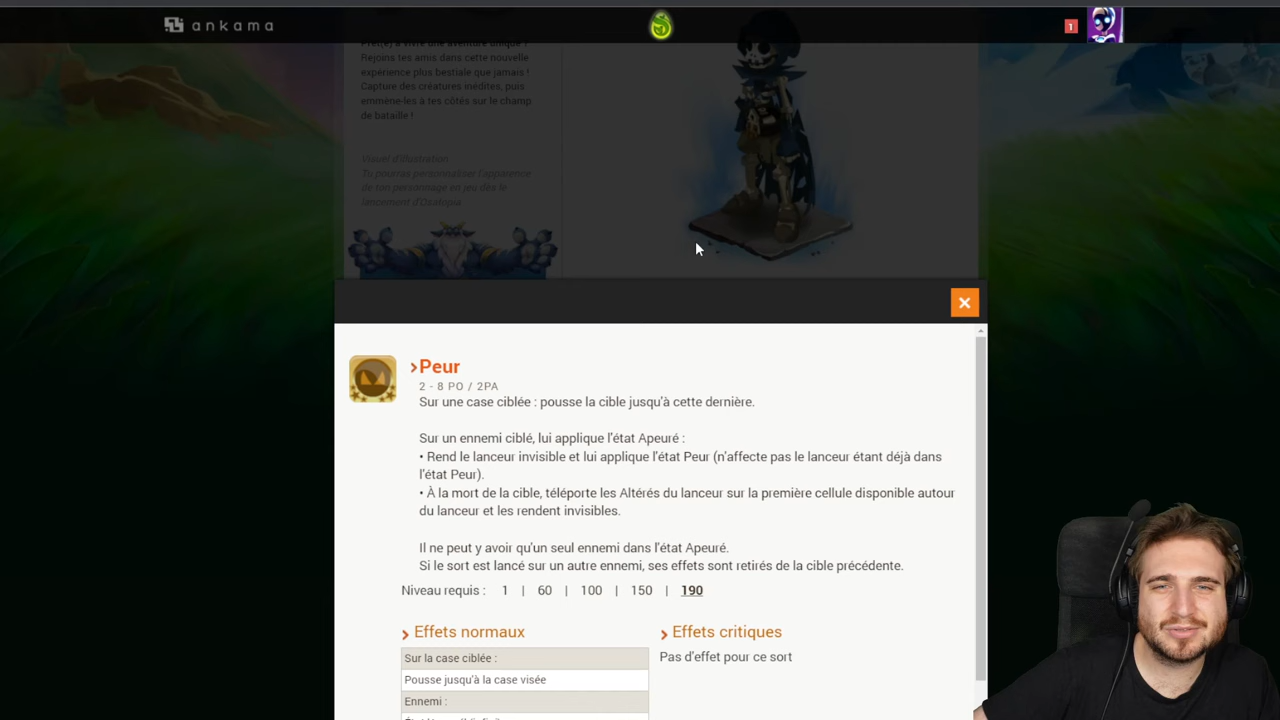 ankama
1
Prêt(e) à vivre une aventure unique ?
Rejoins tes amis dans cette nouvelle
expérience plus bestiale que jamais !
Capture des créatures inédites, puis
emmène-les à tes côtés sur le champ
de bataille !
Visuel d'illustration
Tu pourras personnaliser l'apparence
de ton personnage en jeu dès le
lancement d'Osatopia
Peur
2 - 8 PO / 2PA
Sur une case ciblée : pousse la cible jusqu'à cette dernière.
Sur un ennemi ciblé, lui applique l'état Apeuré :
• Rend le lanceur invisible et lui applique l'état Peur (n'affecte pas le lanceur étant déjà dans
l'état Peur).
• À la mort de la cible, téléporte les Altérés du lanceur sur la première cellule disponible autour
du lanceur et les rendent invisibles.
Il ne peut y avoir qu'un seul ennemi dans l'état Apeuré.
Si le sort est lancé sur un autre ennemi, ses effets sont retirés de la cible précédente.
Niveau requis : 1 | 60 | 100 | 150 | 190
Effets normaux
Effets critiques
Sur la case ciblée :
Pas d'effet pour ce sort
Pousse jusqu'à la case visée
Ennemi :